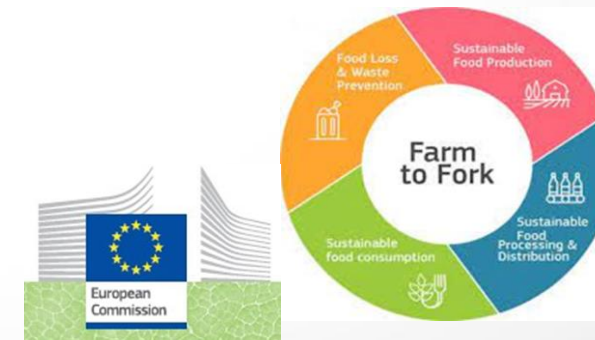 European
Commission
Farm
to Fork
Food Loss
& Waste
Prevention
Sustainable
Food Production
Sustainable
Food
Processing &
Distribution
Sustainable
food consumption